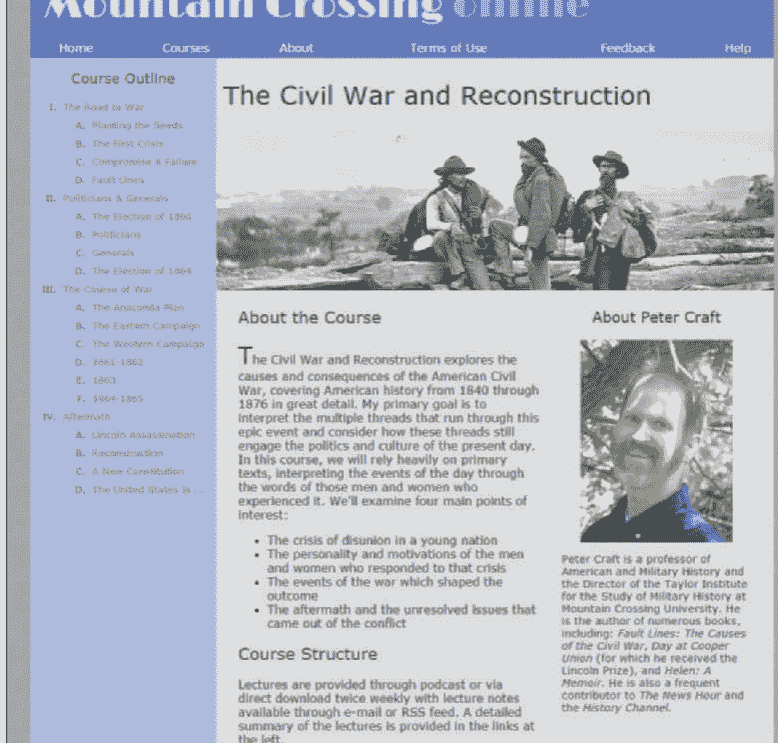 Mountain Crossing online
Home Courses About Terms of Use Feedback Help
Course Outline
I. The Road to War
A. Planting the Seeds
B. The First Crisis
C. Compromise & Failure
D. Fault Lines
II. Politicians & Generals
A. The Election of 1860
B. Politicians
C. Generals
D. The Election of 1864
III. The Course of War
A. The Anaconda Plan
B. The Eastern Campaign
C. The Western Campaign
D. 1861-1862
E. 1863
F. 1864-1865
IV. Aftermath
A. Lincoln Assassination
B. Reconstruction
C. A New Constitution
D. The United States is ...
The Civil War and Reconstruction
About the Course
The Civil War and Reconstruction explores the
causes and consequences of the American Civil
War, covering American history from 1840 through
1876 in great detail. My primary goal is to
interpret the multiple threads that run through this
epic event and consider how these threads still
engage the politics and culture of the present day.
In this course, we will rely heavily on primary
texts, interpreting the events of the day through
the words of those men and women who
experienced it. We'll examine four main points of
interest:
• The crisis of disunion in a young nation
• The personality and motivations of the men
and women who responded to that crisis
• The events of the war which shaped the
outcome
• The aftermath and the unresolved issues that
came out of the conflict
Course Structure
Lectures are provided through podcast or via
direct download twice weekly with lecture notes
available through e-mail or RSS feed. A detailed
summary of the lectures is provided in the links at
the left.
About Peter Craft
Peter Craft is a professor of
American and Military History and
the Director of the Taylor Institute
for the Study of Military History at
Mountain Crossing University. He
is the author of numerous books,
including: Fault Lines: The Causes
of the Civil War, Day at Cooper
Union (for which he received the
Lincoln Prize), and Helen: A
Memoir. He is also a frequent
contributor to The News Hour and
the History Channel.